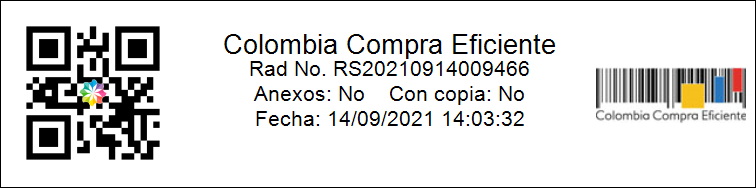 Colombia Compra Eficiente
Rad No. RS20210914009466
Anexos: No    Con copia: No
Fecha: 14/09/2021 14:03:32
Colombia Compra Eficiente